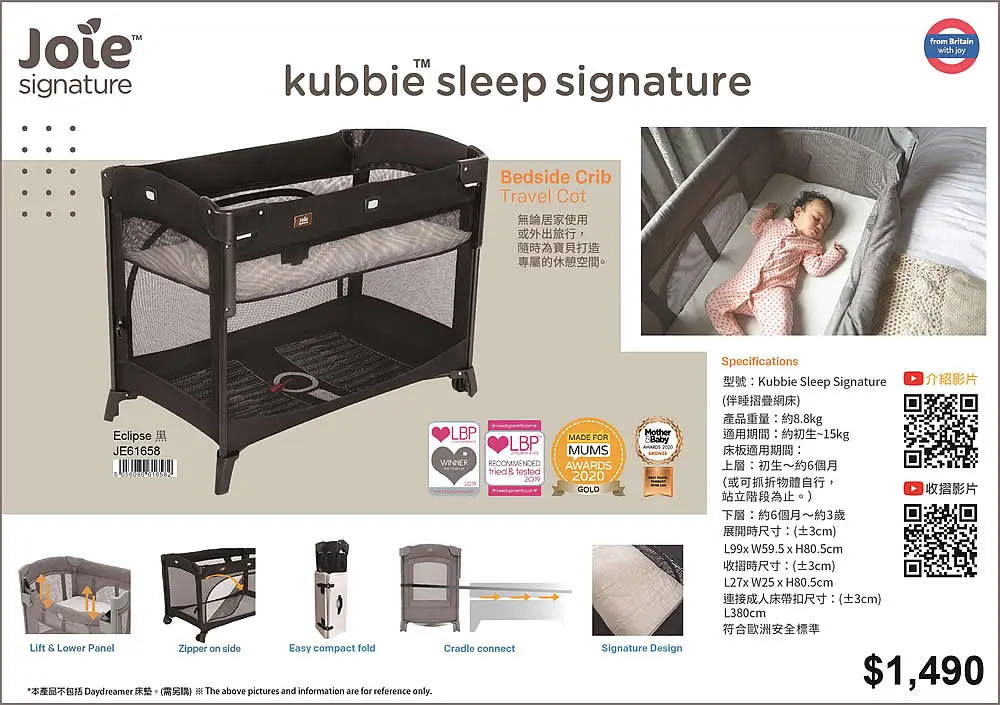 Joie™
signature
kubbie™ sleep signature
from Britain
with joy
Bedside Crib
Travel Cot
無論居家使用
或外出旅行，
隨時為寶貝打造
專屬的休憩空間。
Joie
Eclipse 黑
JE61658
LBP
WINNER
2019
LBP
RECOMMENDED
tried & tested
2019
MADE FOR
MUMS
AWARDS
2020
GOLD
Mother
&Baby
AWARDS 2020
BRONZE
Specifications
型號：Kubbie Sleep Signature
(伴睡摺疊網床)
產品重量：約8.8kg
適用期間：約初生~15kg
床板適用期間：
上層：初生～約6個月
（或可抓折物體自行，
站立階段為止。）
下層：約6個月～約3歲
展開時尺寸：(±3cm)
L99x W59.5 x H80.5cm
收摺時尺寸：(±3cm)
L27x W25 x H80.5cm
連接成人床帶扣尺寸：(±3cm)
L380cm
符合歐洲安全標準
介紹影片
收摺影片
Lift & Lower Panel
Zipper on side
Easy compact fold
Cradle connect
Signature Design
$1,490
*本產品不包括 Daydreamer 床墊。(需另購) ※ The above pictures and information are for reference only.